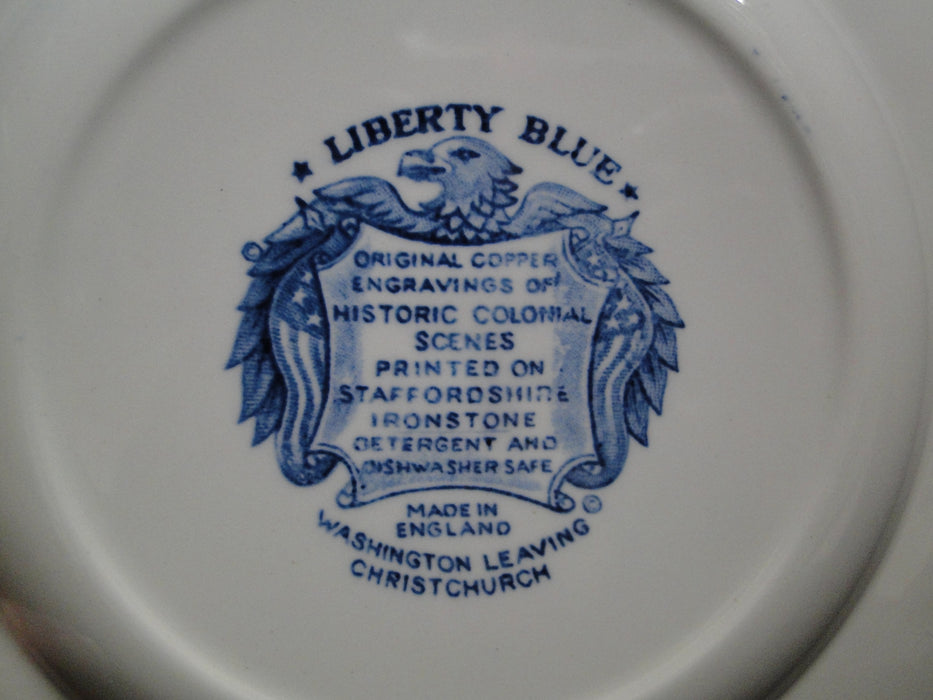 ★ LIBERTY BLUE ★
ORIGINAL COPPER
ENGRAVINGS OF
HISTORIC COLONIAL
SCENES
PRINTED ON
STAFFORDSHIRE
IRONSTONE
DETERGENT AND
DISHWASHER SAFE
©
MADE IN
ENGLAND
WASHINGTON LEAVING
CHRISTCHURCH